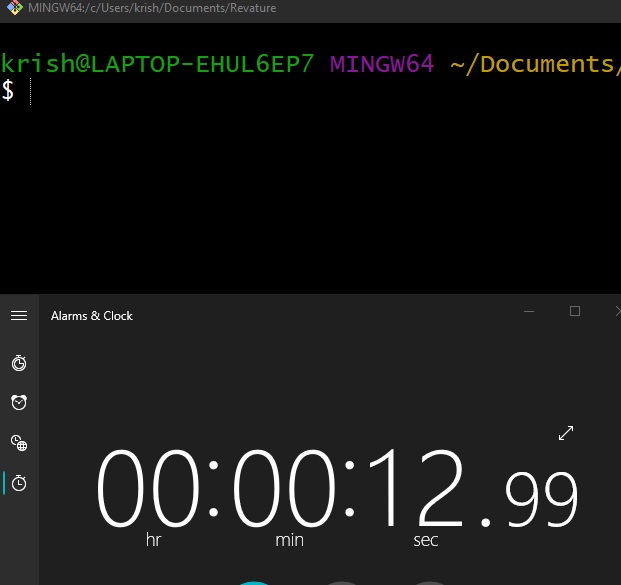 MINGW64:/c/Users/krish/Documents/Revature
krish@LAPTOP-EHUL6EP7 MINGW64 ~/Documents/
$
Alarms & Clock
00:00:12.99
hr min sec